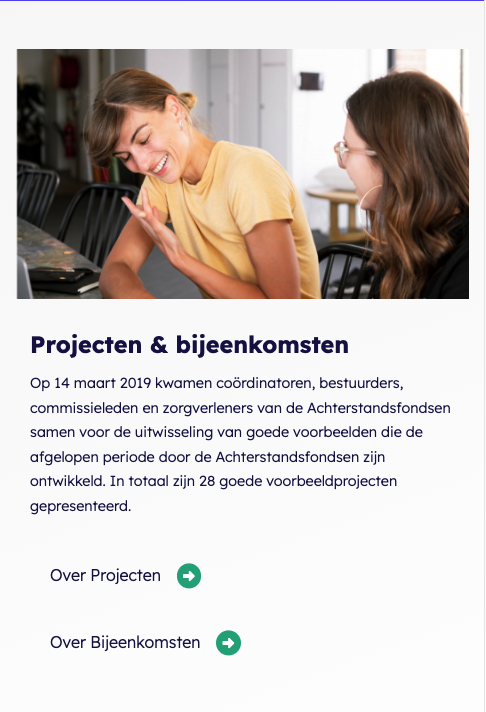 Projecten & bijeenkomsten
Op 14 maart 2019 kwamen coördinatoren, bestuurders,
commissieleden en zorgverleners van de Achterstandsfondsen
samen voor de uitwisseling van goede voorbeelden die de
afgelopen periode door de Achterstandsfondsen zijn
ontwikkeld. In totaal zijn 28 goede voorbeeldprojecten
gepresenteerd.
Over Projecten
Over Bijeenkomsten